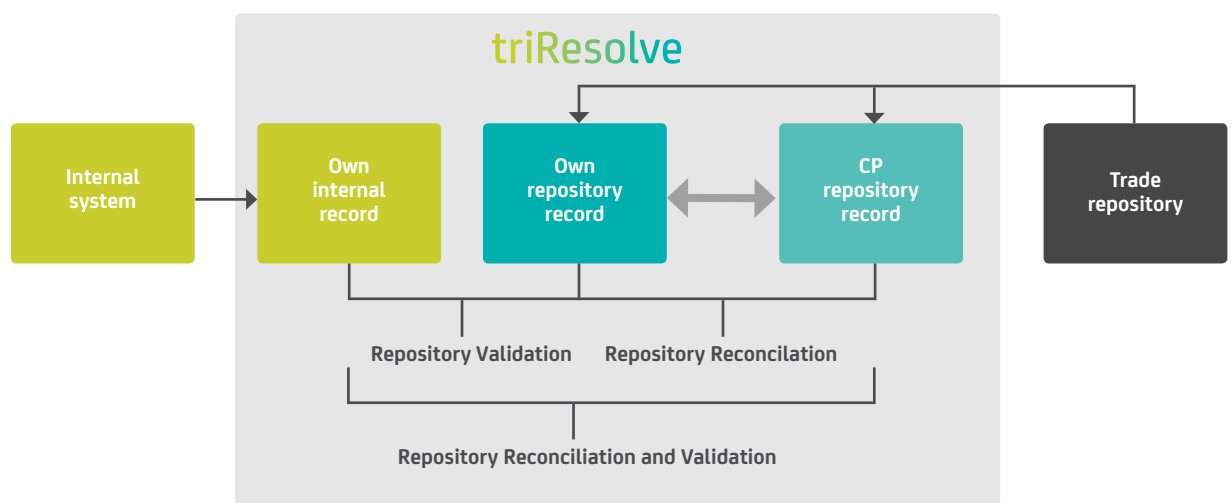 triResolve
Internal
system
Own
internal
record
Own
repository
record
CP
repository
record
Trade
repository
Repository Validation
Repository Reconcilation
Repository Reconciliation and Validation